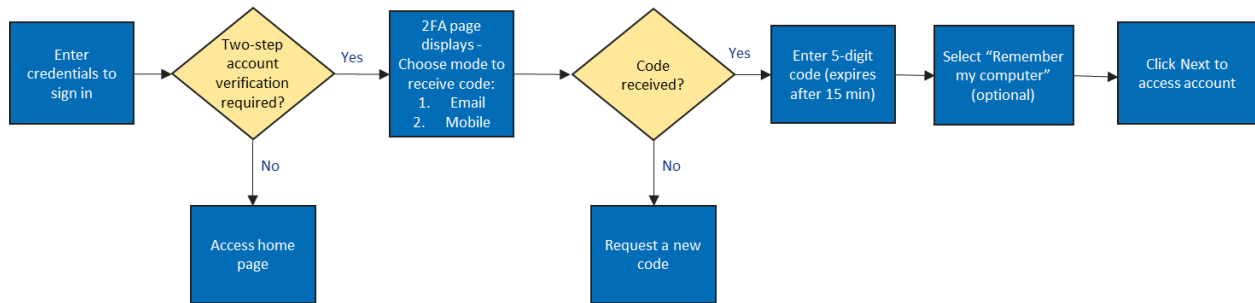 Enter
credentials to
sign in
Two-step
account
verification
required?
Yes
No
Access home
page
2FA page
displays -
Choose mode to
receive code:
1. Email
2. Mobile
Code
received?
Yes
No
Request a new
code
Enter 5-digit
code (expires
after 15 min)
Select “Remember
my computer”
(optional)
Click Next to
access account